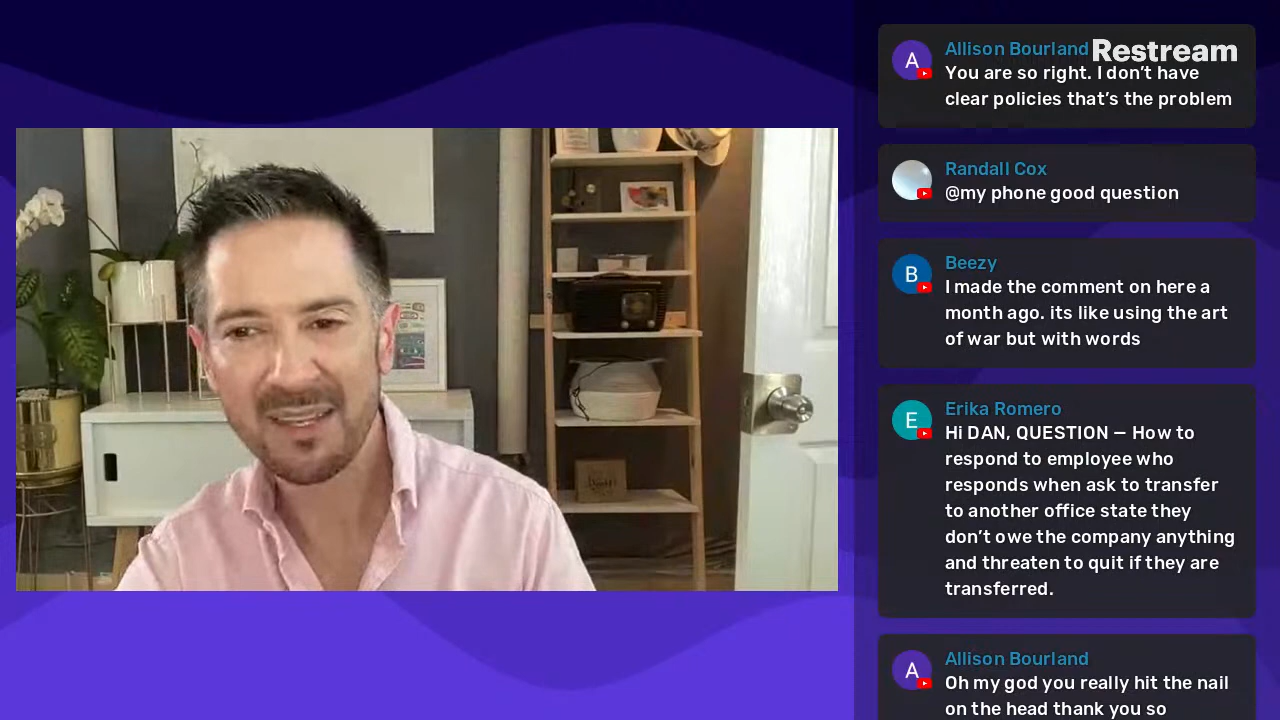 Restream
A
Allison Bourland
You are so right. I don’t have
clear policies that’s the problem
Randall Cox
@my phone good question
B
Beezy
I made the comment on here a
month ago. its like using the art
of war but with words
E
Erika Romero
Hi DAN, QUESTION — How to
respond to employee who
responds when ask to transfer
to another office state they
don’t owe the company anything
and threaten to quit if they are
transferred.
A
Allison Bourland
Oh my god you really hit the nail
on the head thank you so